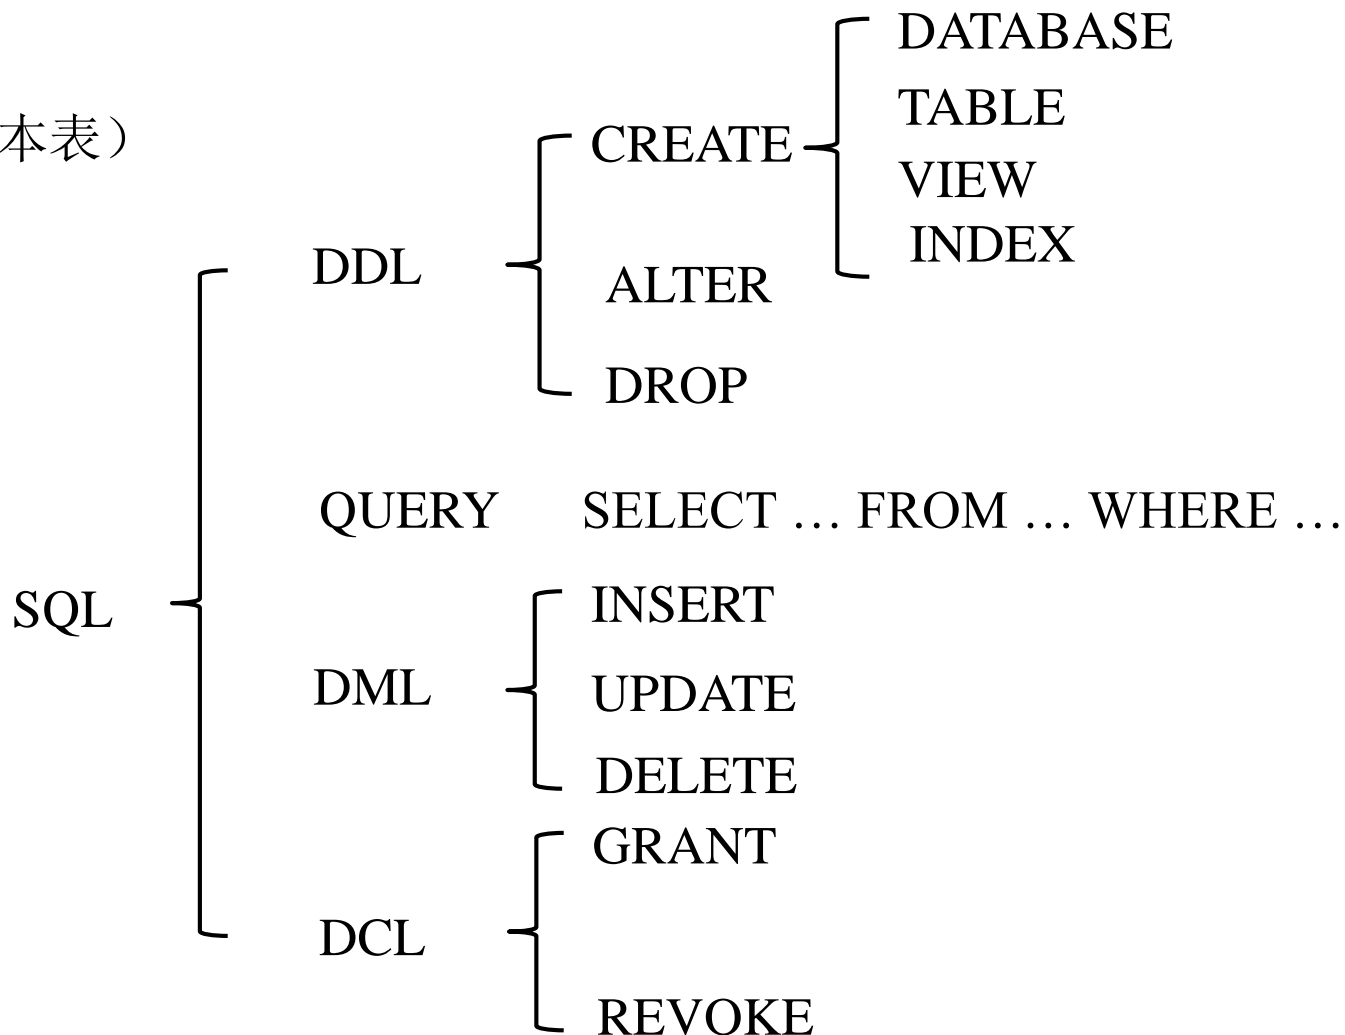 DATABASE
TABLE
本表）
CREATE
VIEW
INDEX
DDL
ALTER
DROP
QUERY SELECT … FROM … WHERE …
INSERT
SQL
DML
UPDATE
DELETE
GRANT
DCL
REVOKE